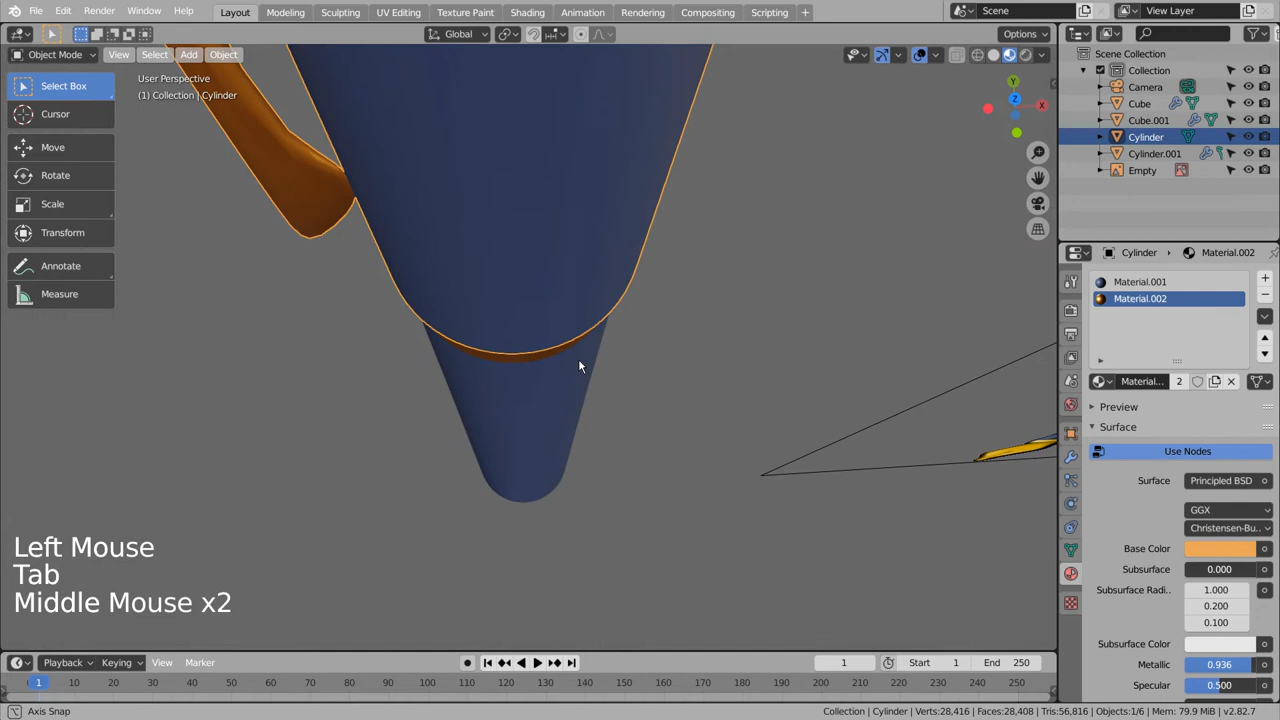 File Edit Render Window Help Layout Modeling Sculpting UV Editing Texture Paint Shading Animation Rendering Compositing Scripting + Scene View Layer
Global Options
Object Mode View Select Add Object
User Perspective
(1) Collection | Cylinder
Select Box
Cursor
Move
Rotate
Scale
Transform
Annotate
Measure
Y
Z
X
Scene Collection
Collection
Camera
Cube
Cube.001
Cylinder
Cylinder.001
Empty
Cylinder Material.002
Material.001
Material.002
Material... 2
Preview
Surface
Use Nodes
Surface Principled BSD
GGX
Christensen-Bu..
Base Color
Subsurface 0.000
Subsurface Radi.. 1.000
0.200
0.100
Subsurface Color
Metallic 0.936
Specular 0.500
Left Mouse
Tab
Middle Mouse x2
Playback Keying View Marker 1 Start 1 End 250
1 10 20 30 40 50 60 70 80 90 100 110 120 130 140 150 160 170 180 190 200 210 220 230 240 250
Axis Snap Collection | Cylinder | Verts:28,416 | Faces:28,408 | Tris:56,816 | Objects:1/6 | Mem: 79.9 MiB | v2.82.7